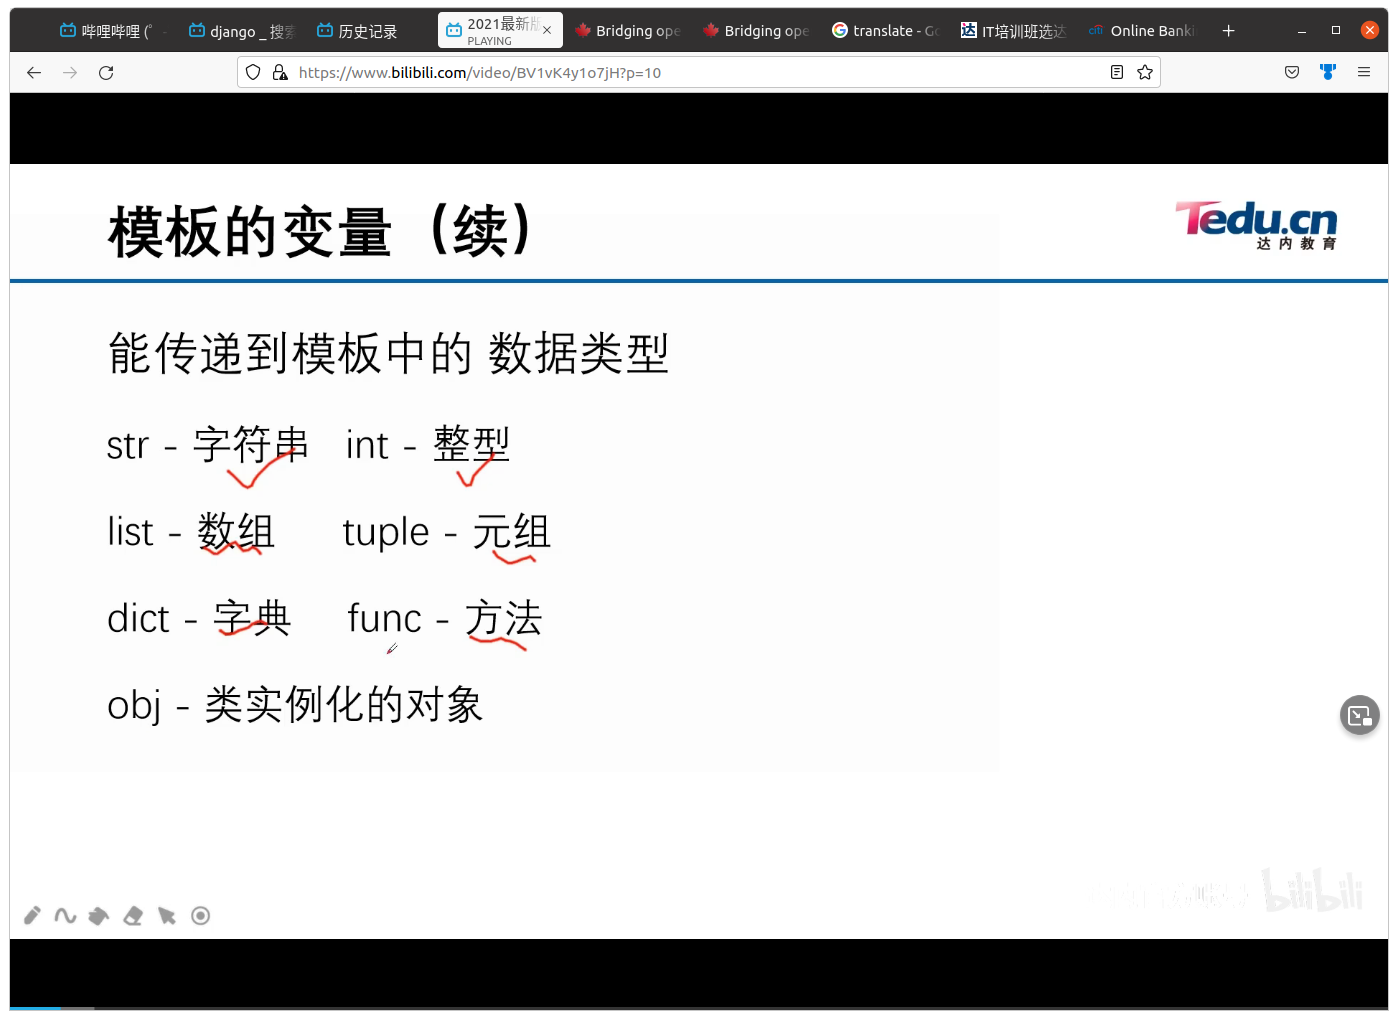 哔哩哔哩 (
django _ 搜索
历史记录
2021最新版
PLAYING
Bridging ope
Bridging ope
translate - Go
IT培训班选达
Online Banki
https://www.bilibili.com/video/BV1vK4y1o7jH?p=10
模板的变量（续）
Tedu.cn
达内教育
能传递到模板中的 数据类型
str - 字符串 int - 整型
list - 数组 tuple - 元组
dict - 字典 func - 方法
obj - 类实例化的对象
bilibili